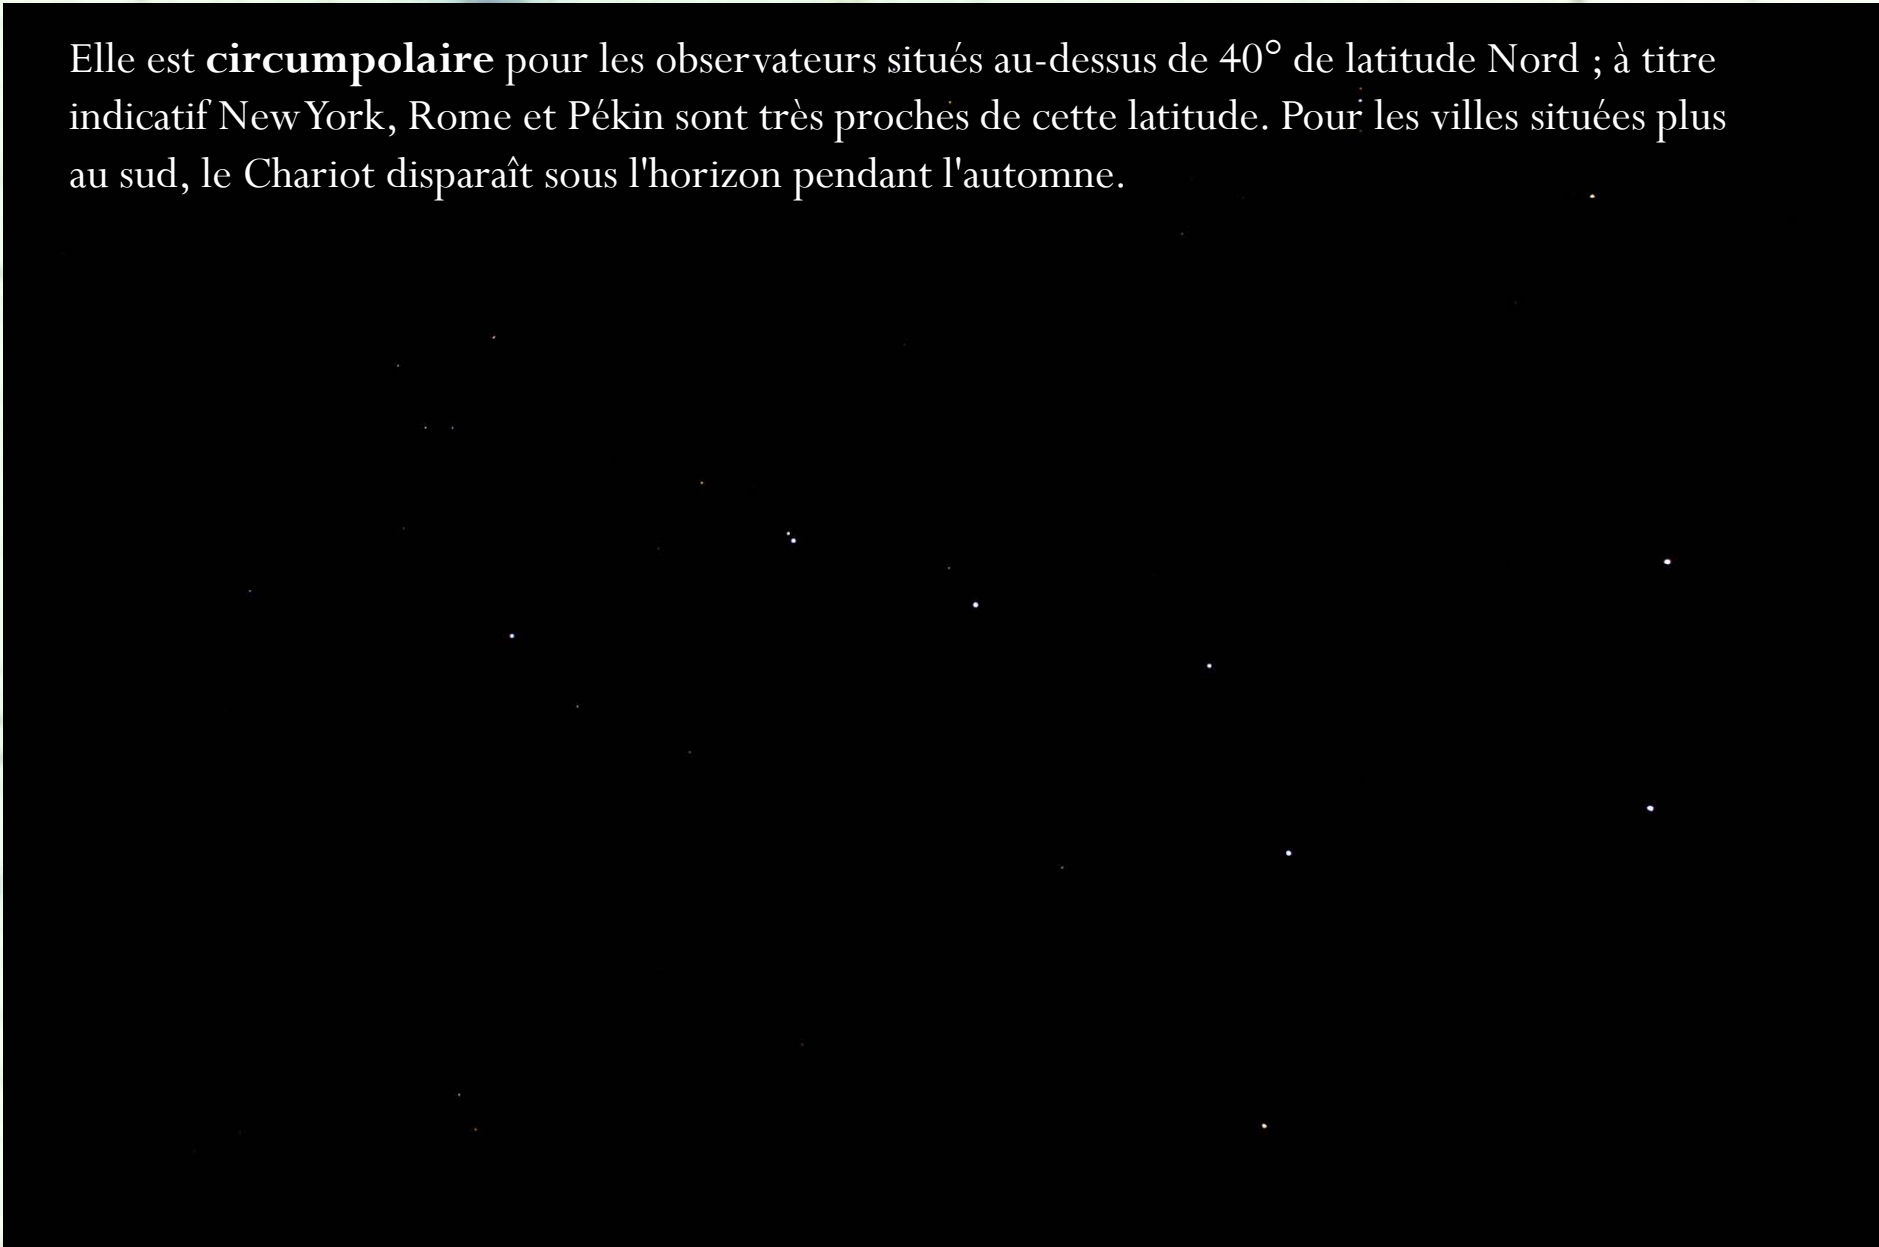 Elle est circumpolaire pour les observateurs situés au-dessus de 40° de latitude Nord ; à titre
indicatif New York, Rome et Pékin sont très proches de cette latitude. Pour les villes situées plus
au sud, le Chariot disparaît sous l'horizon pendant l'automne.